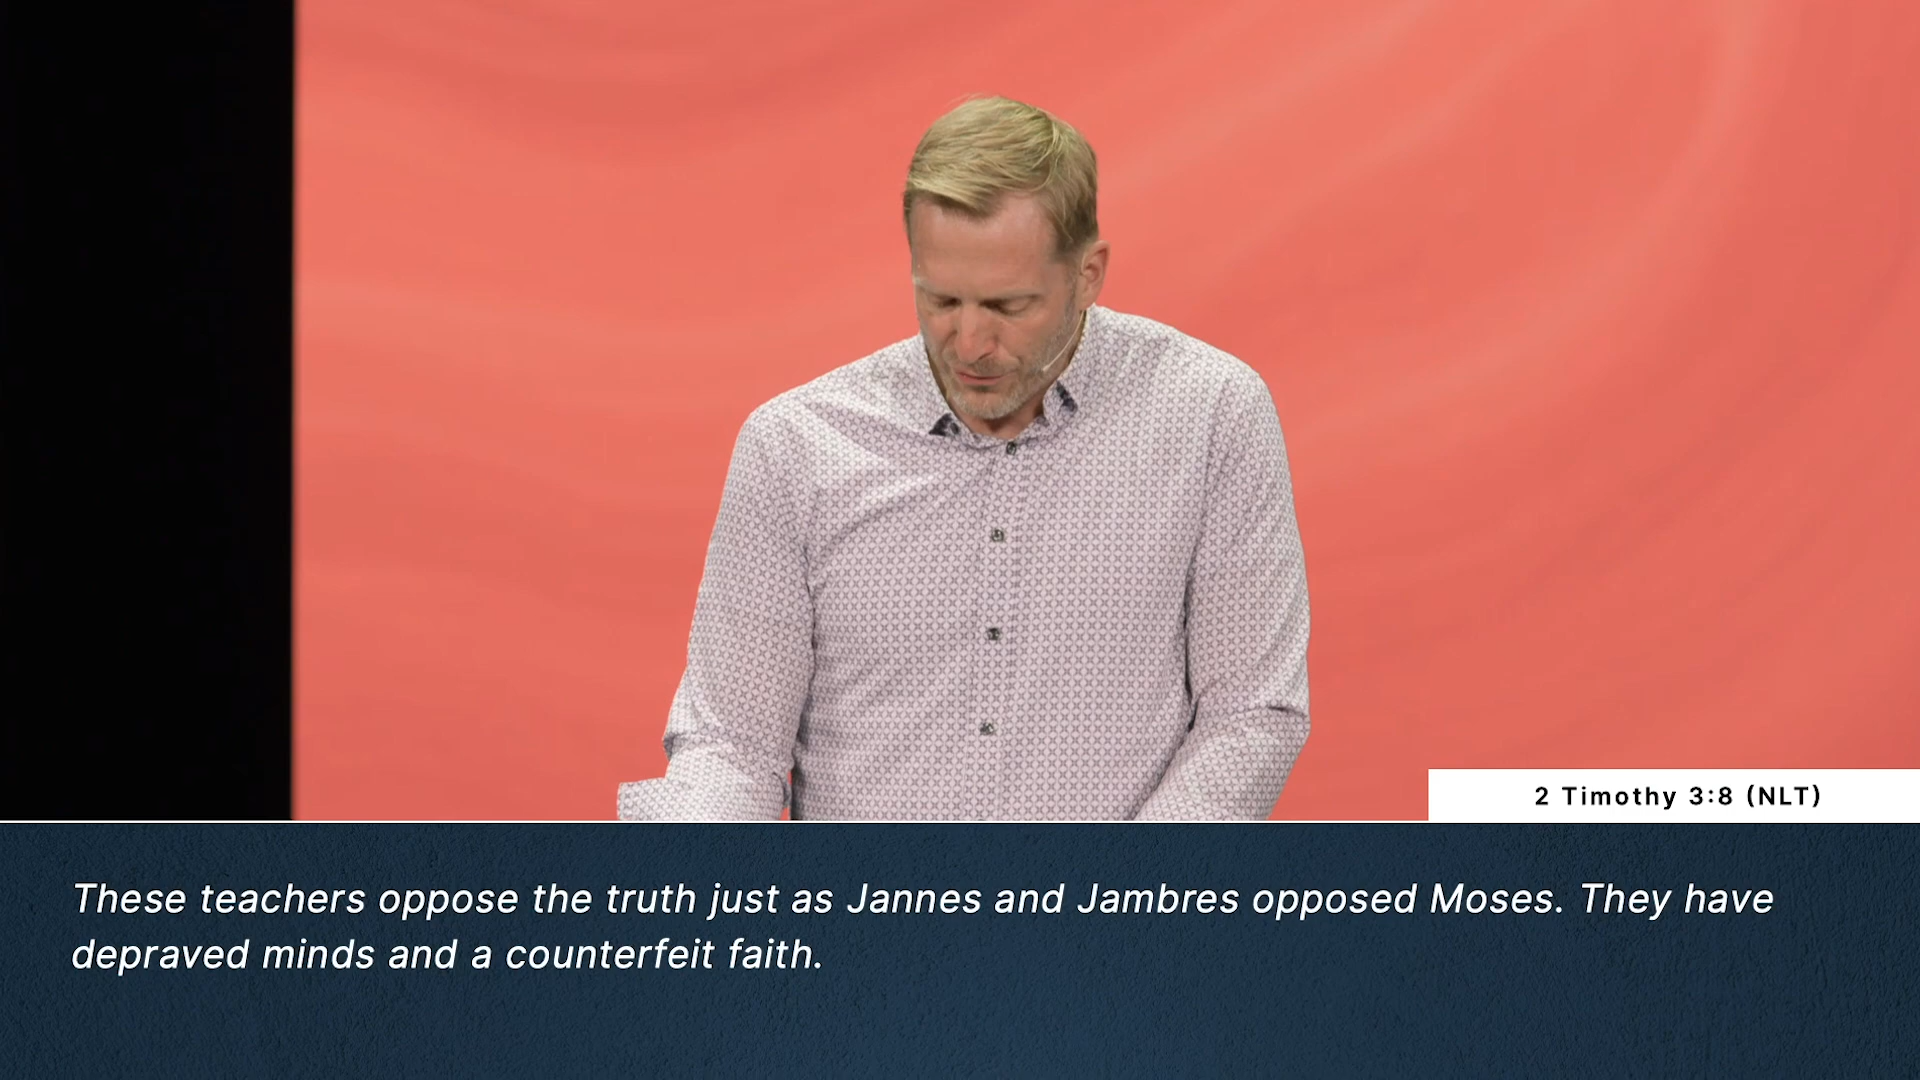 2 Timothy 3:8 (NLT)
These teachers oppose the truth just as Jannes and Jambres opposed Moses. They have
depraved minds and a counterfeit faith.